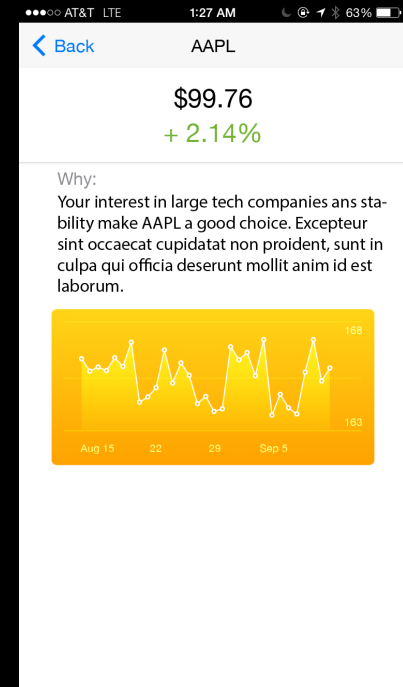 AT&T LTE 1:27 AM 63%
Back AAPL
$99.76
+ 2.14%
Why:
Your interest in large tech companies ans sta-
bility make AAPL a good choice. Excepteur
sint occaecat cupidatat non proident, sunt in
culpa qui officia deserunt mollit anim id est
laborum.
168
163
Aug 15 22 29 Sep 5